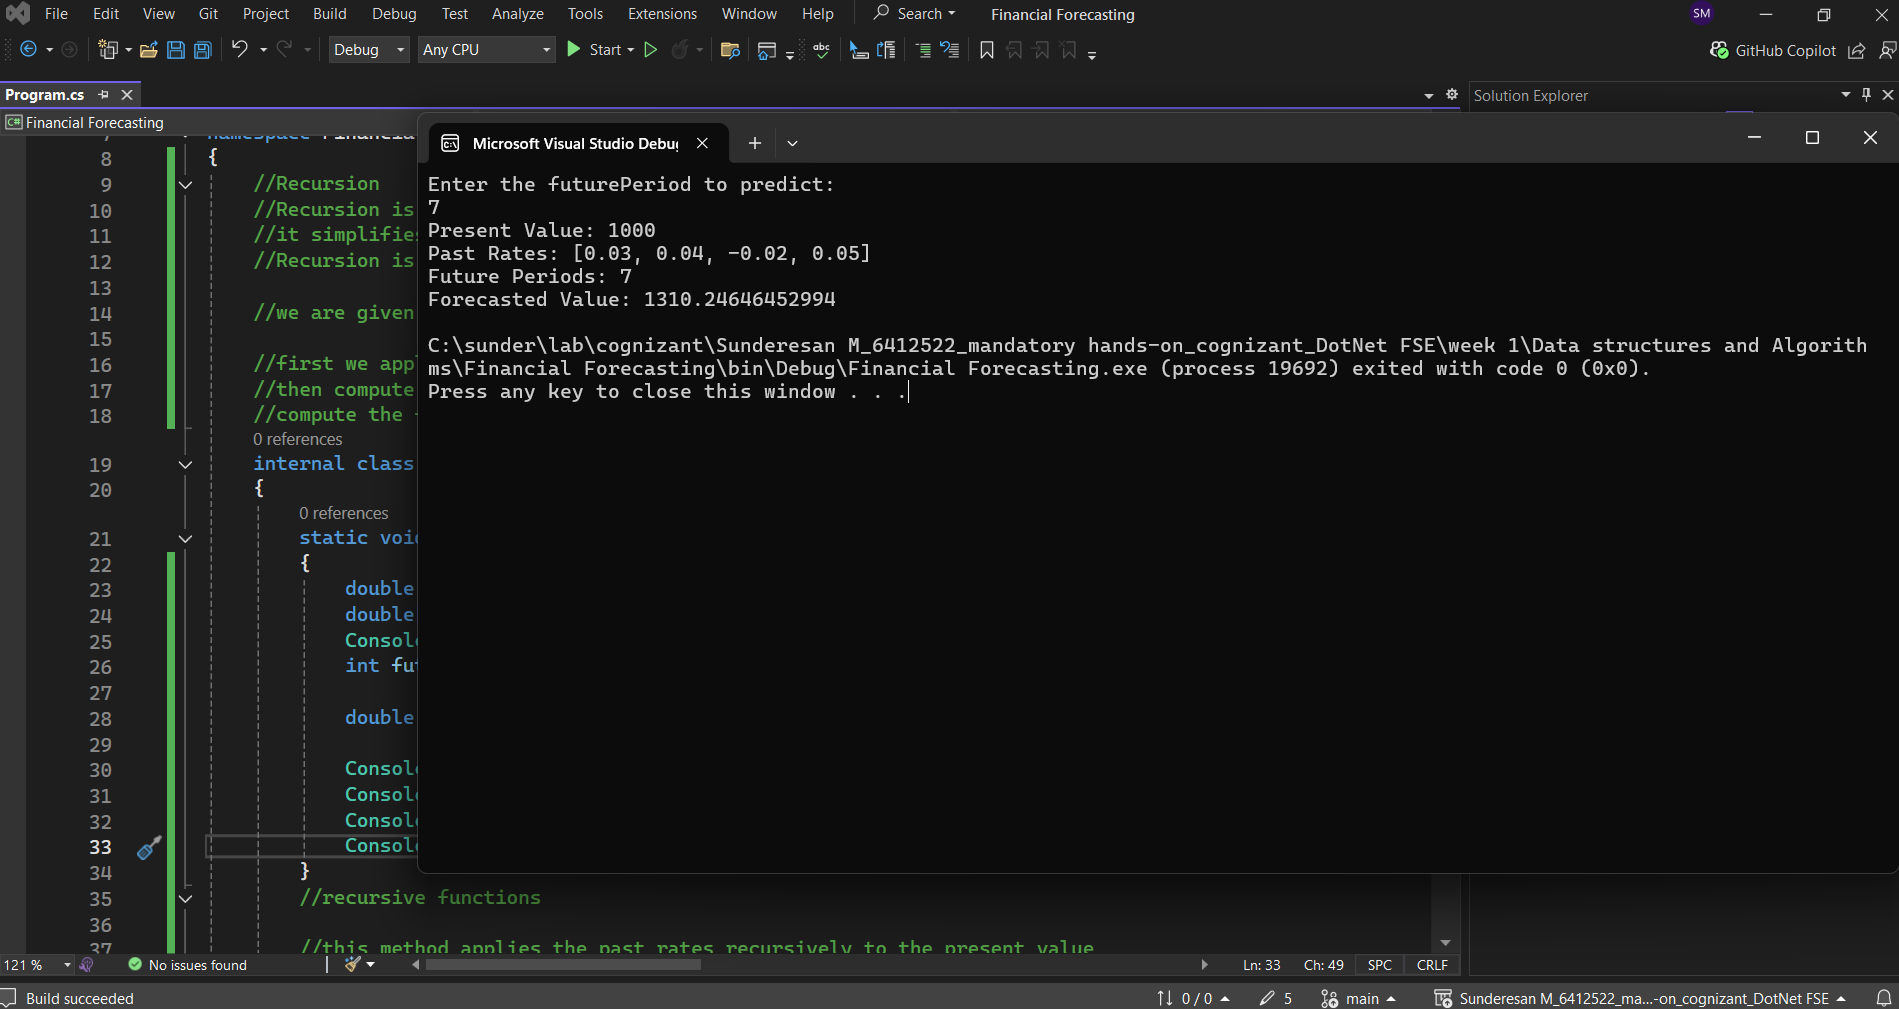 File Edit View Git Project Build Debug Test Analyze Tools Extensions Window Help Search Financial Forecasting SM
Debug Any CPU Start abc GitHub Copilot
Program.cs
Solution Explorer
C# Financial Forecasting
Microsoft Visual Studio Debug
Enter the futurePeriod to predict:
7
Present Value: 1000
Past Rates: [0.03, 0.04, -0.02, 0.05]
Future Periods: 7
Forecasted Value: 1310.24646452994
C:\sunder\lab\cognizant\Sunderesan M_6412522_mandatory hands-on_cognizant_DotNet FSE\week 1\Data structures and Algorith
ms\Financial Forecasting\bin\Debug\Financial Forecasting.exe (process 19692) exited with code 0 (0x0).
Press any key to close this window . . .
7 namespace Financia
8 {
9 //Recursion
10 //Recursion is
11 //it simplifies
12 //Recursion is
13
14 //we are given
15
16 //first we app
17 //then compute
18 //compute the
0 references
19 internal class
20 {
0 references
21 static voi
22 {
23 double
24 double
25 Consol
26 int fu
27
28 double
29
30 Consol
31 Consol
32 Consol
33 Consol
34 }
35 //recursive functions
36
37 //this method applies the past rates recursively to the present value
121 % No issues found Ln: 33 Ch: 49 SPC CRLF
Build succeeded 0 / 0 5 main Sunderesan M_6412522_ma...-on_cognizant_DotNet FSE